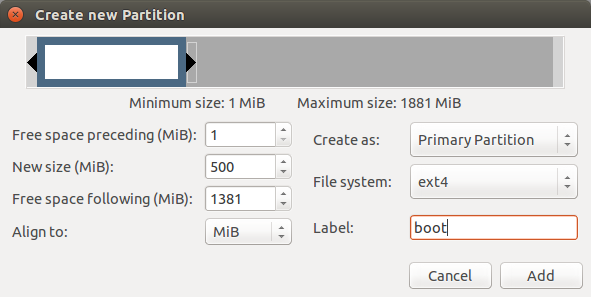 Create new Partition
Minimum size: 1 MiB Maximum size: 1881 MiB
Free space preceding (MiB): 1
New size (MiB): 500
Free space following (MiB): 1381
Align to: MiB
Create as: Primary Partition
File system: ext4
Label: boot
Cancel Add